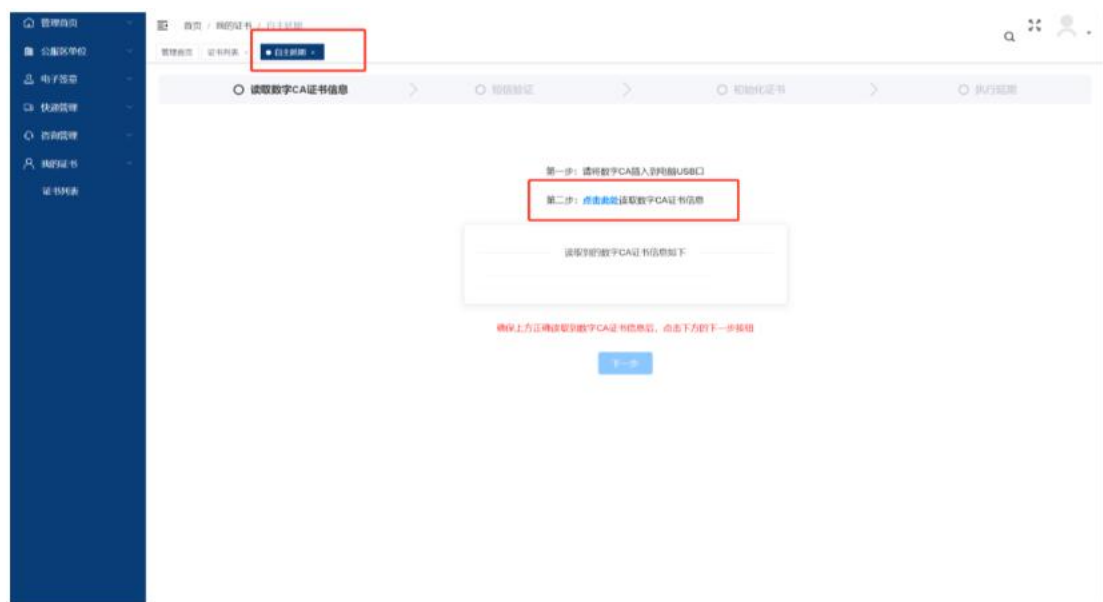 管理首页
公服区单位
电子签章
快递管理
咨询管理
我的证书
证书列表
首页 / 我的证书 / 自主延期
管理首页 证书列表 × 自主延期 ×
读取数字CA证书信息 > 短信验证 > 初始化证书 > 执行延期
第一步：请将数字CA插入到电脑USB口
第二步：点击此处读取数字CA证书信息
读取到的数字CA证书信息如下
确保上方正确读取到数字CA证书信息后，点击下方的下一步按钮
下一步